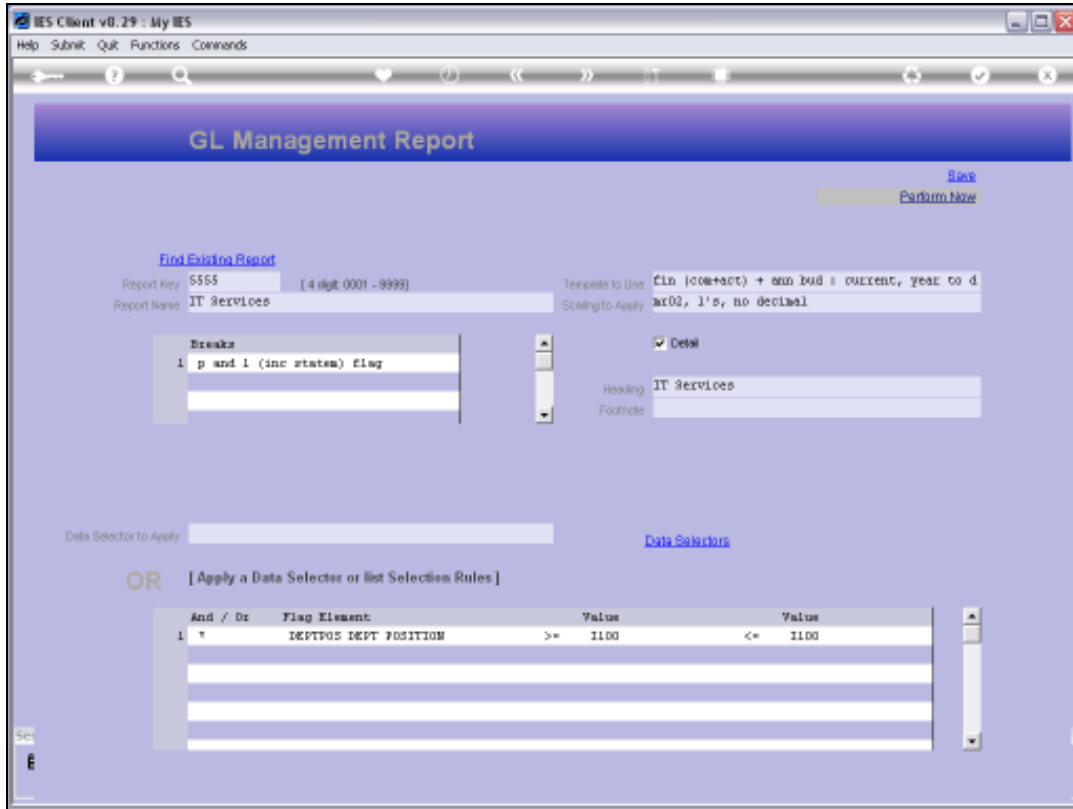 IES Client v8.29 : My IES
Help Submit Quit Functions Commands
GL Management Report
Save
Perform Now
Find Existing Report
Report Key 5555 [ 4 digit: 0001 - 9999] Template to Use fin (com+act) + ann bud : current, year to d
Report Name IT Services Scaling to Apply mr02, 1's, no decimal
Breaks Detail
1 p and l (inc statem) flag
Heading IT Services
Footnote
Data Selector to Apply Data Selectors
OR [ Apply a Data Selector or list Selection Rules ]
And / Or Flag Element Value Value
1 DEPTPOS DEPT POSITION >= I100 <= I100
Se